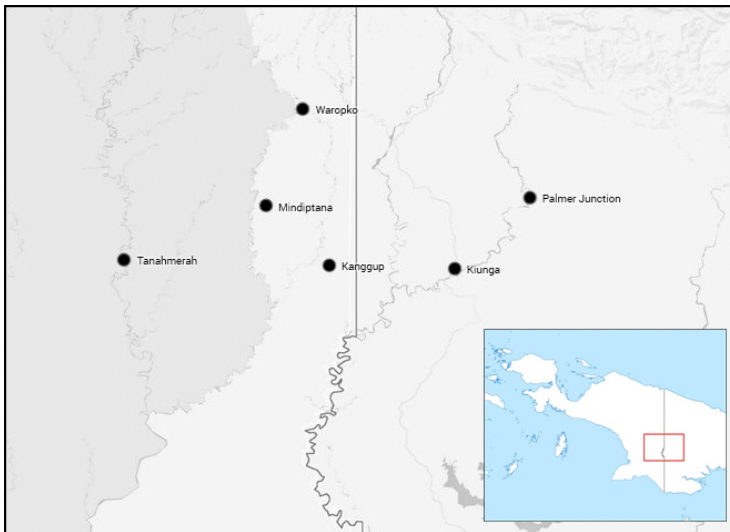 Waropko
Palmer Junction
Mindiptana
Tanahmerah
Kanggup
Kiunga